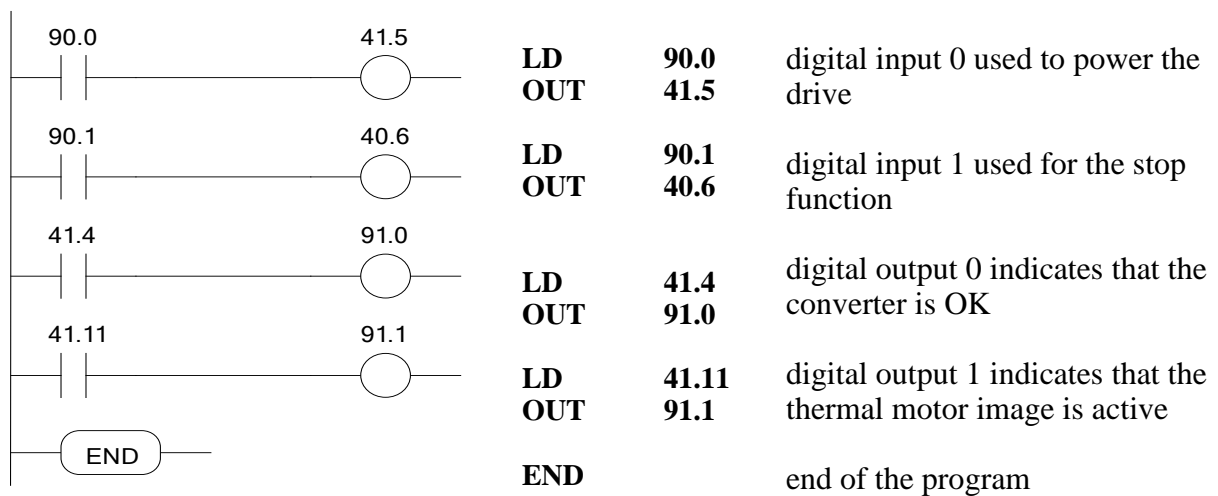 90.0 41.5
90.1 40.6
41.4 91.0
41.11 91.1
END
LD 90.0 digital input 0 used to power the
OUT 41.5 drive
LD 90.1 digital input 1 used for the stop
OUT 40.6 function
LD 41.4 digital output 0 indicates that the
OUT 91.0 converter is OK
LD 41.11 digital output 1 indicates that the
OUT 91.1 thermal motor image is active
END end of the program